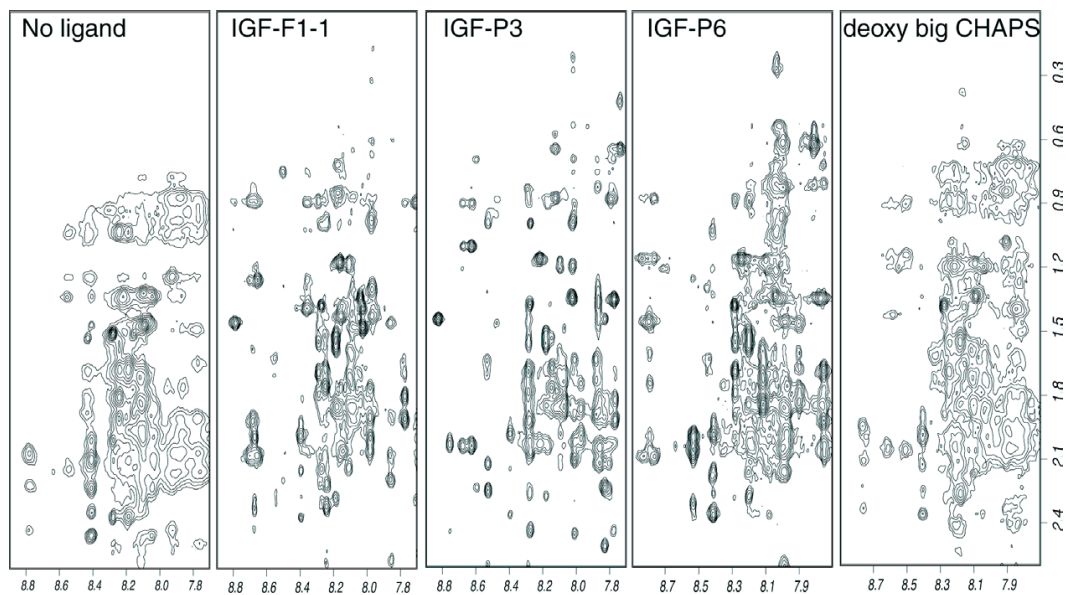 No ligand
IGF-F1-1
IGF-P3
IGF-P6
deoxy big CHAPS
0.3
0.6
0.9
1.2
1.5
1.8
2.1
2.4
8.8 8.6 8.4 8.2 8.0 7.8
8.8 8.6 8.4 8.2 8.0
8.8 8.6 8.4 8.2 8.0 7.8
8.7 8.5 8.3 8.1 7.9
8.7 8.5 8.3 8.1 7.9